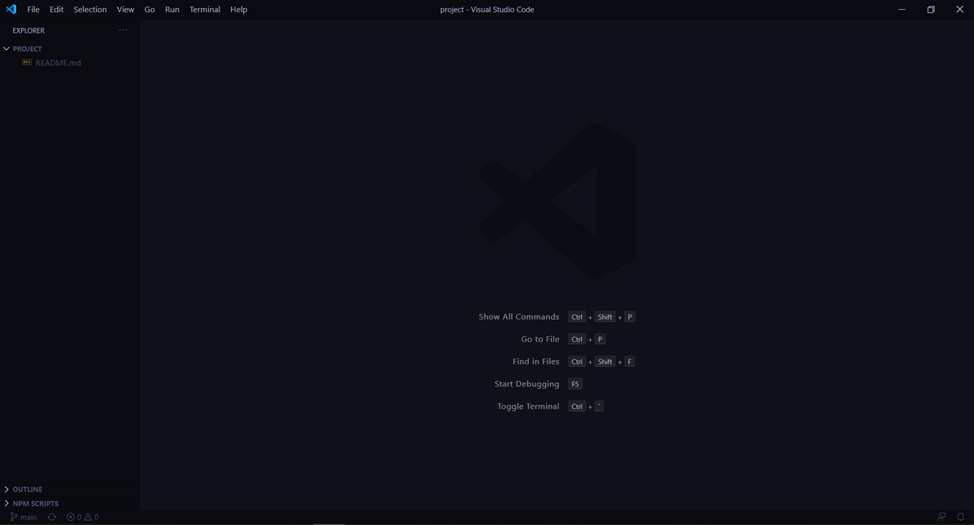 File Edit Selection View Go Run Terminal Help project - Visual Studio Code
EXPLORER ...
PROJECT
README.md
Show All Commands Ctrl + Shift + P
Go to File Ctrl + P
Find in Files Ctrl + Shift + F
Start Debugging F5
Toggle Terminal Ctrl + `
OUTLINE
NPM SCRIPTS
main 0 0